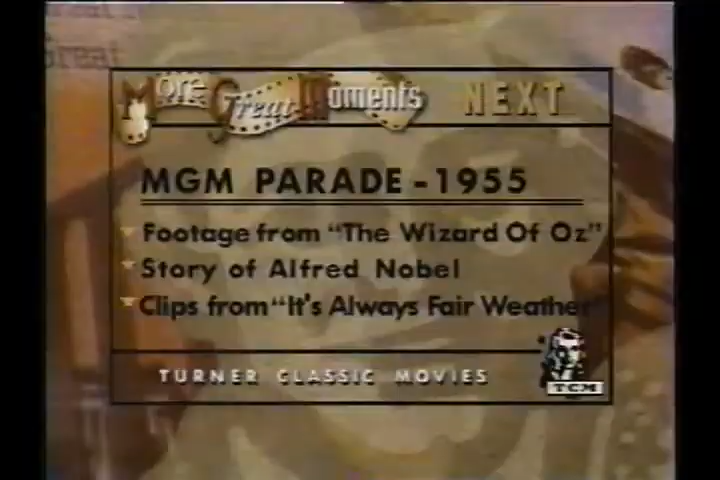 Great
More Great Moments NEXT
MGM PARADE - 1955
Footage from "The Wizard Of Oz"
Story of Alfred Nobel
Clips from "It's Always Fair Weather"
TURNER CLASSIC MOVIES
TCM